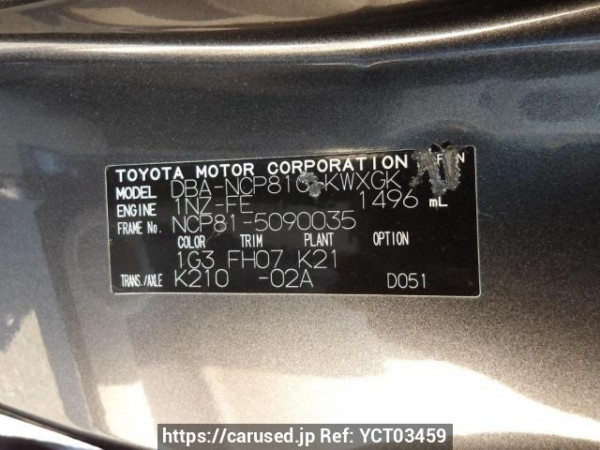 TOYOTA MOTOR CORPORATION
MODEL DBA-NCP81 -KWXGK
ENGINE 1NZ-FE 1496 mL
FRAME No. NCP81-5090035
COLOR TRIM PLANT OPTION
1G3 FH07 K21
TRANS./AXLE K210 -02A D051
https://carused.jp Ref: YCT03459